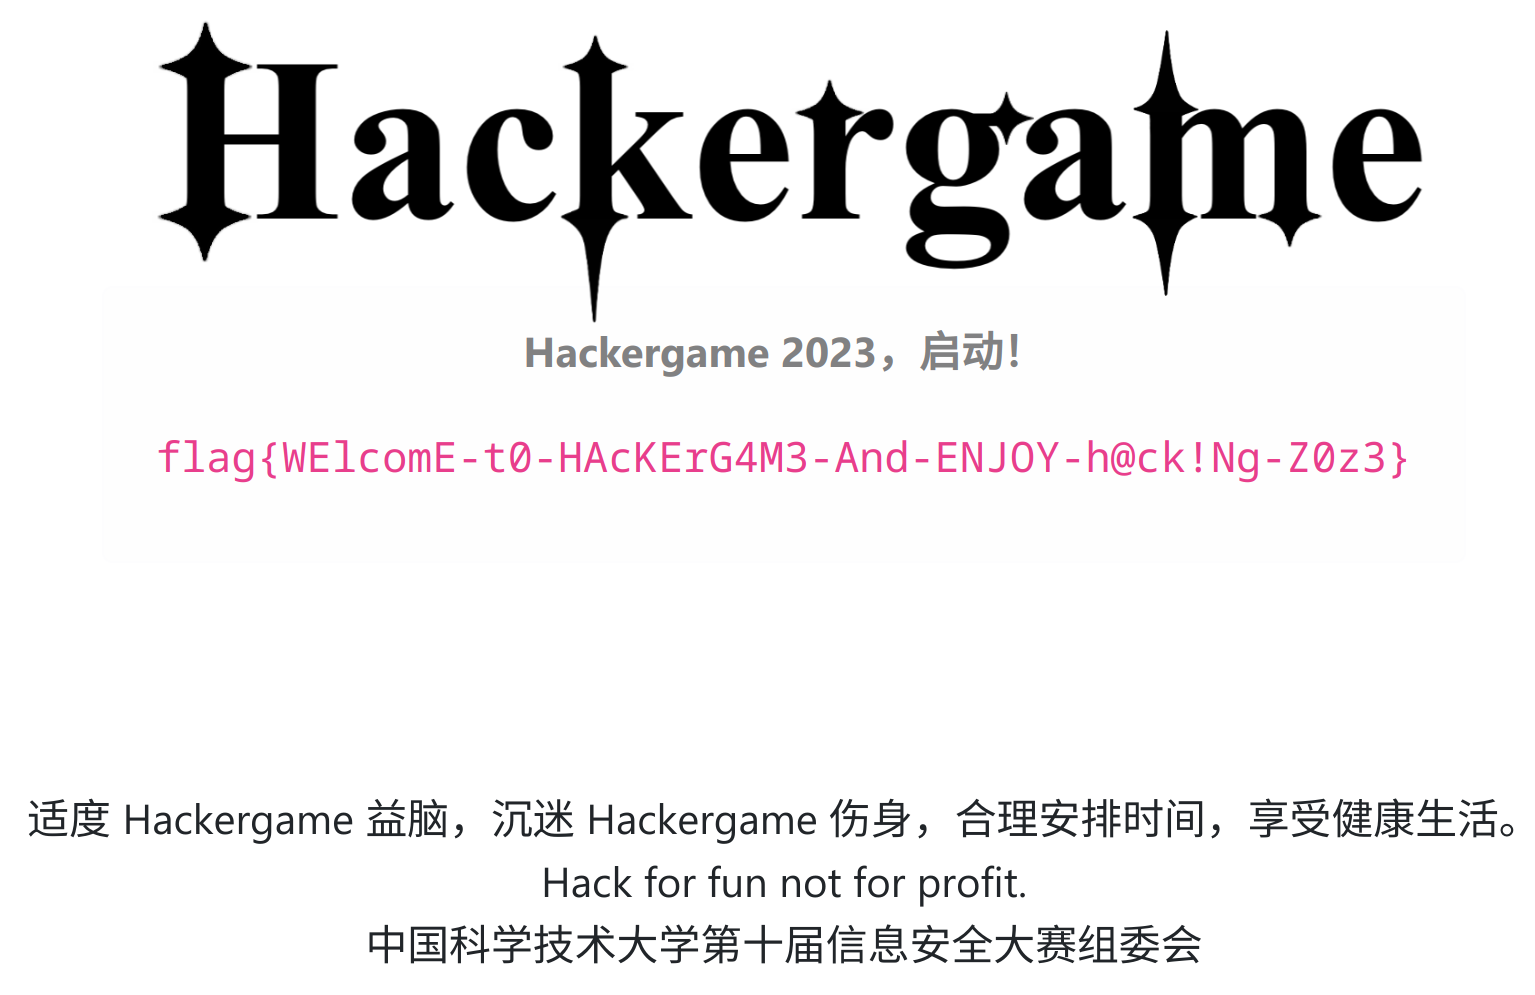 Hackergame
Hackergame 2023，启动！
flag{WElcomE-t0-HAcKErG4M3-And-ENJOY-h@ck!Ng-Z0z3}
适度 Hackergame 益脑，沉迷 Hackergame 伤身，合理安排时间，享受健康生活。
Hack for fun not for profit.
中国科学技术大学第十届信息安全大赛组委会